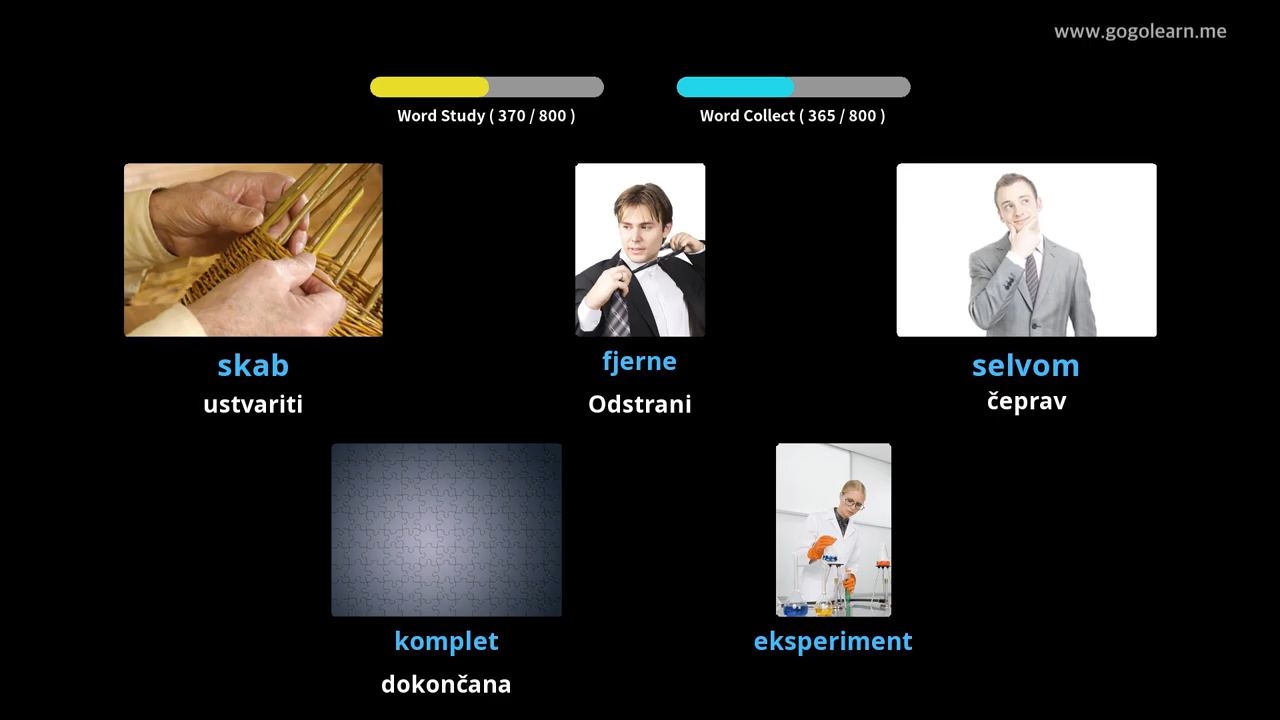 www.gogolearn.me
Word Study ( 370 / 800 )
Word Collect ( 365 / 800 )
skab
ustvariti
fjerne
Odstrani
selvom
čeprav
komplet
dokončana
eksperiment